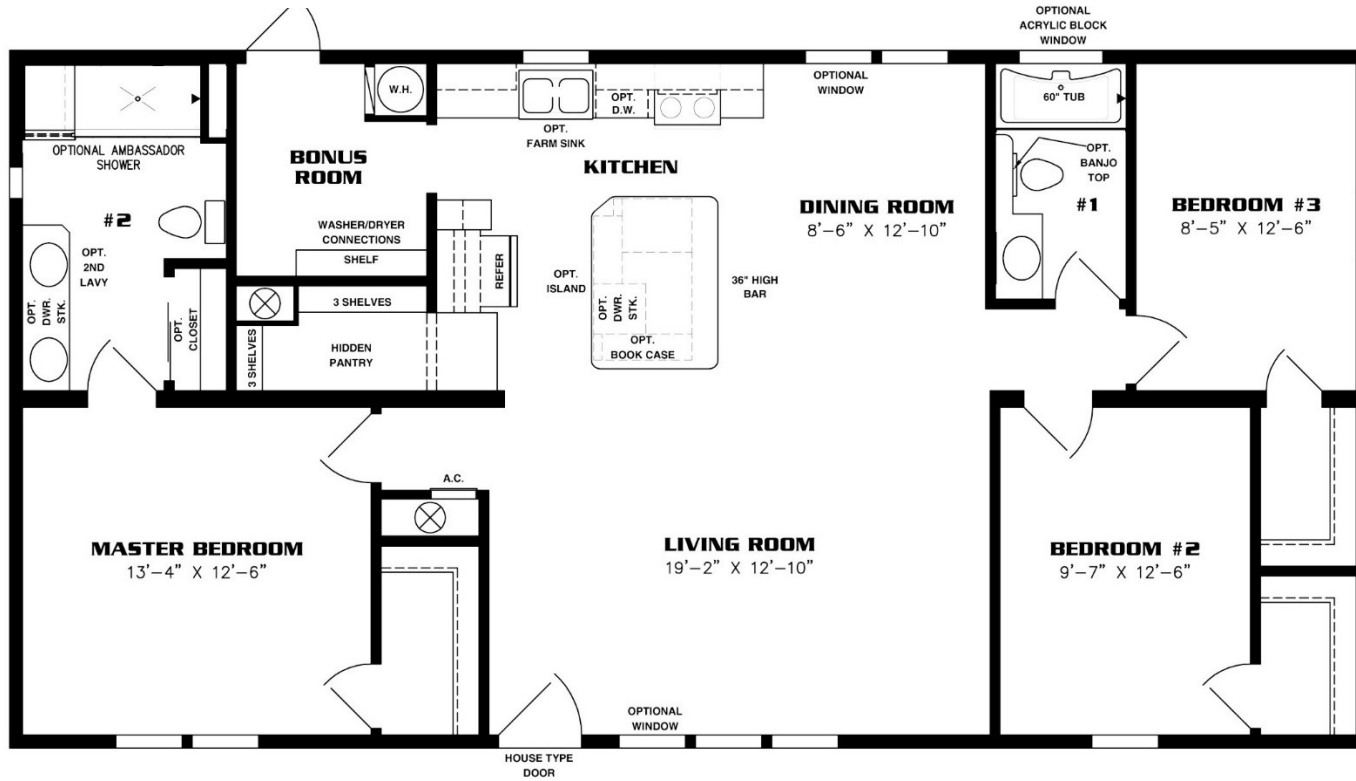 OPTIONAL
ACRYLIC BLOCK
WINDOW
OPTIONAL
WINDOW
W.H.
60" TUB
OPT.
D.W.
OPT.
FARM SINK
OPTIONAL AMBASSADOR
SHOWER
BONUS
ROOM
KITCHEN
OPT.
BANJO
TOP
#2
#1
DINING ROOM
8'-6" X 12'-10"
BEDROOM #3
8'-5" X 12'-6"
WASHER/DRYER
CONNECTIONS
SHELF
REFER
OPT.
2ND
LAVY
OPT.
DWR.
STK.
OPT.
CLOSET
OPT.
ISLAND
36" HIGH
BAR
OPT.
DWR.
STK.
OPT.
BOOK CASE
3 SHELVES
3 SHELVES
HIDDEN
PANTRY
A.C.
MASTER BEDROOM
13'-4" X 12'-6"
LIVING ROOM
19'-2" X 12'-10"
BEDROOM #2
9'-7" X 12'-6"
OPTIONAL
WINDOW
HOUSE TYPE
DOOR